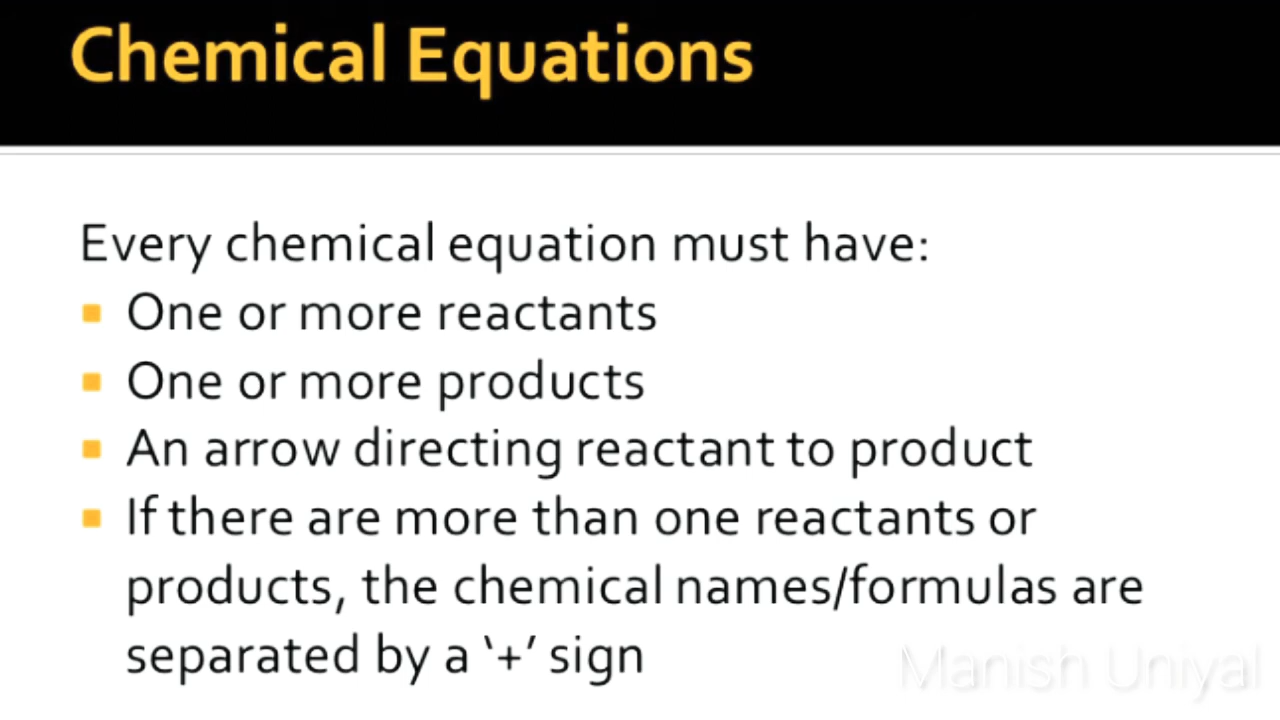 Chemical Equations
Every chemical equation must have:
One or more reactants
One or more products
An arrow directing reactant to product
If there are more than one reactants or
products, the chemical names/formulas are
separated by a ‘+’ sign
Manish Uniyal